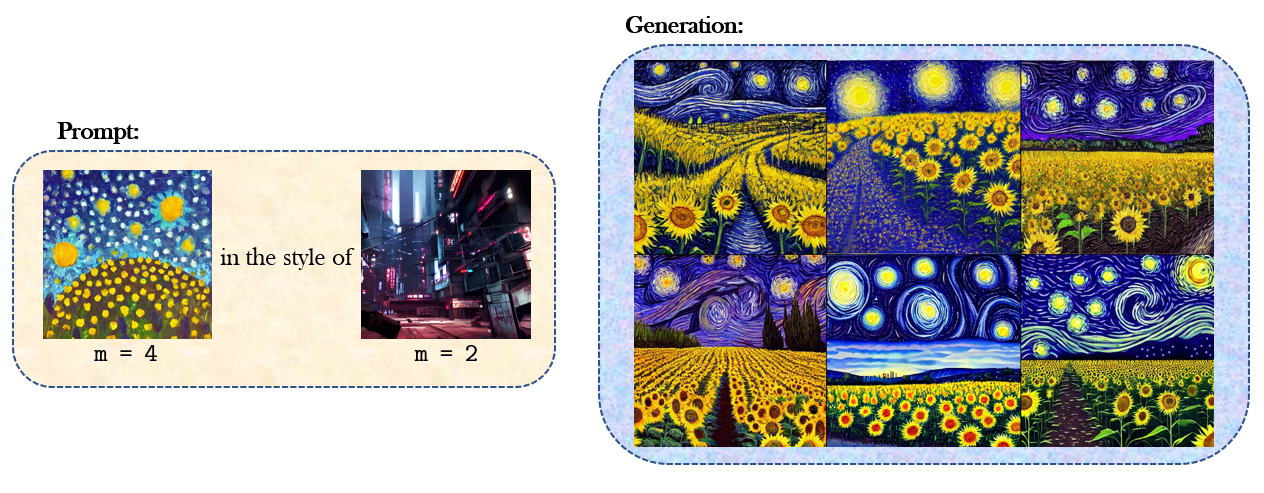 Generation:
Prompt:
in the style of
m = 4
m = 2